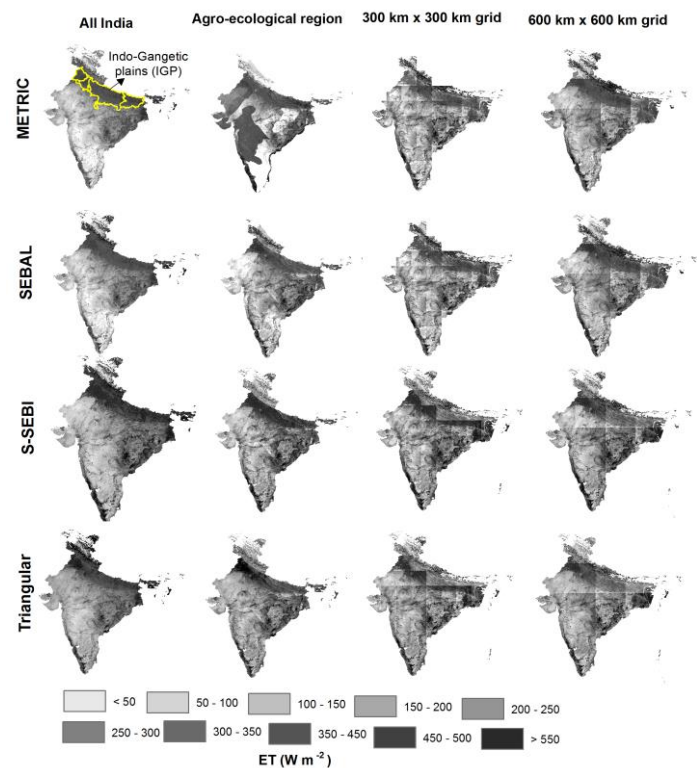 All India
Agro-ecological region
300 km x 300 km grid
600 km x 600 km grid
Indo-Gangetic
plains (IGP)
METRIC
SEBAL
S-SEBI
Triangular
< 50
50 - 100
100 - 150
150 - 200
200 - 250
250 - 300
300 - 350
350 - 450
450 - 500
> 550
ET (W m⁻²)